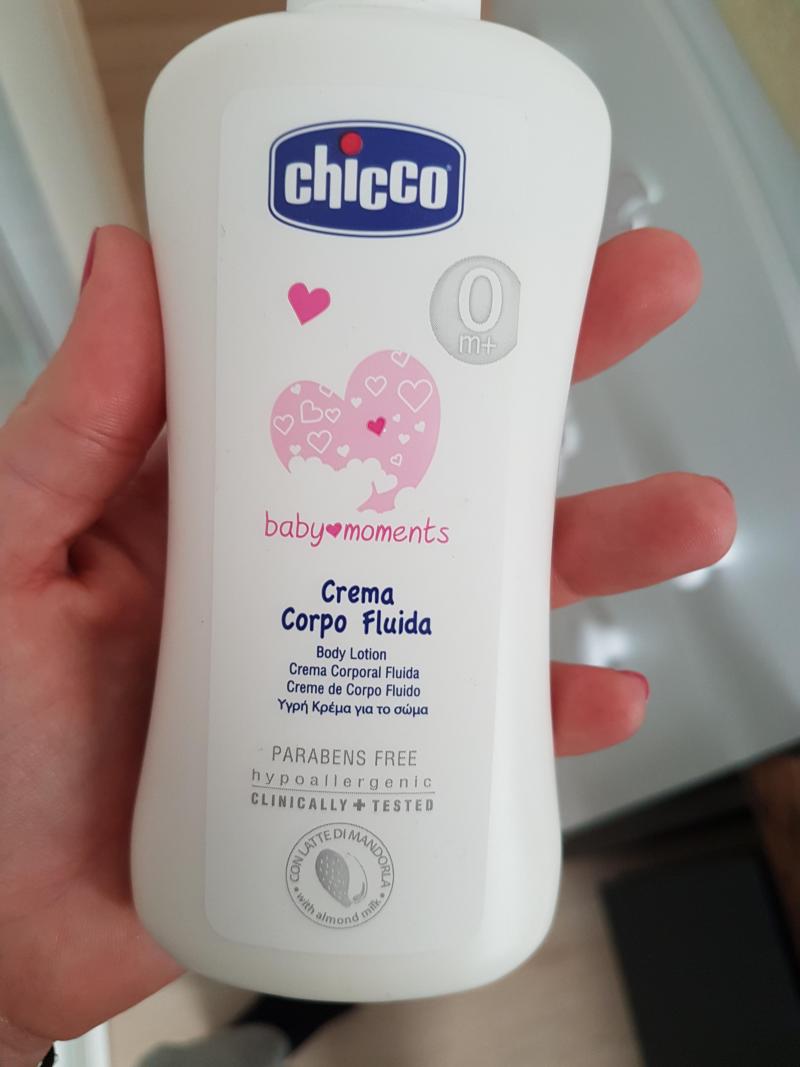 chicco
0
m+
baby moments
Crema
Corpo Fluida
Body Lotion
Crema Corporal Fluida
Creme de Corpo Fluido
Υγρή Κρέμα για το σώμα
PARABENS FREE
hypoallergenic
CLINICALLY + TESTED
CON LATTE DI MANDORLA
• with almond milk •